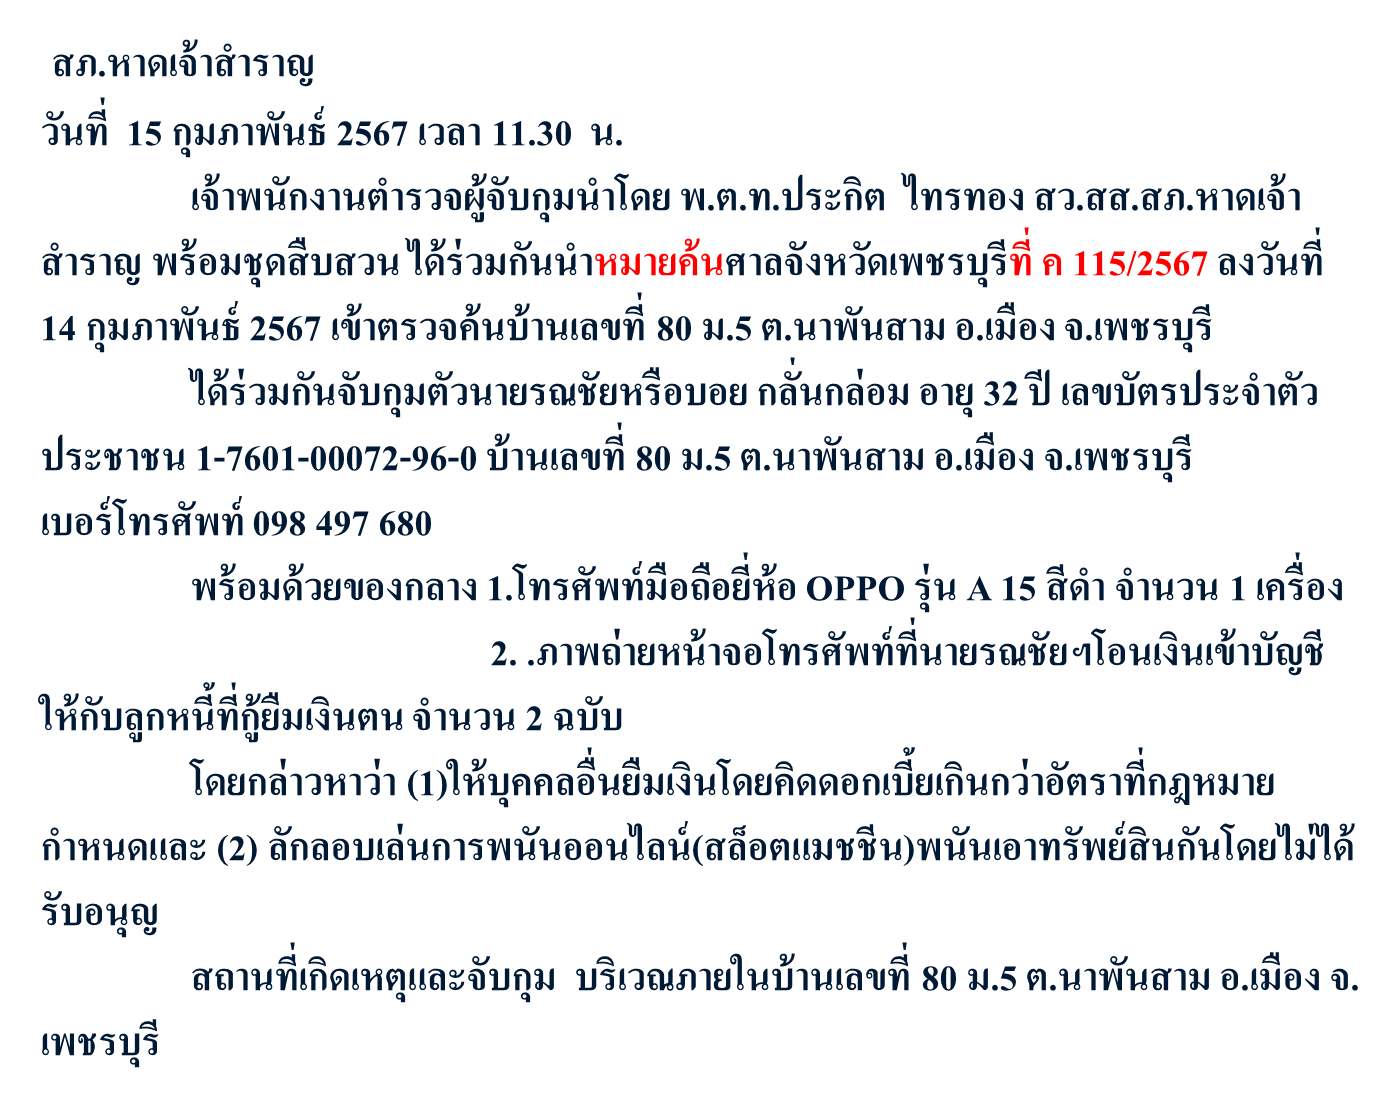 สภ.หาดเจ้าสำราญ
วันที่ 15 กุมภาพันธ์ 2567 เวลา 11.30 น.
เจ้าพนักงานตำรวจผู้จับกุมนำโดย พ.ต.ท.ประกิต ไทรทอง สว.สส.สภ.หาดเจ้า
สำราญ พร้อมชุดสืบสวน ได้ร่วมกันนำหมายค้นศาลจังหวัดเพชรบุรีที่ ค 115/2567 ลงวันที่
14 กุมภาพันธ์ 2567 เข้าตรวจค้นบ้านเลขที่ 80 ม.5 ต.นาพันสาม อ.เมือง จ.เพชรบุรี
ได้ร่วมกันจับกุมตัวนายรณชัยหรือบอย กลั่นกล่อม อายุ 32 ปี เลขบัตรประจำตัว
ประชาชน 1-7601-00072-96-0 บ้านเลขที่ 80 ม.5 ต.นาพันสาม อ.เมือง จ.เพชรบุรี
เบอร์โทรศัพท์ 098 497 680
พร้อมด้วยของกลาง 1.โทรศัพท์มือถือยี่ห้อ OPPO รุ่น A 15 สีดำ จำนวน 1 เครื่อง
2. .ภาพถ่ายหน้าจอโทรศัพท์ที่นายรณชัยฯโอนเงินเข้าบัญชี
ให้กับลูกหนี้ที่กู้ยืมเงินตน จำนวน 2 ฉบับ
โดยกล่าวหาว่า (1)ให้บุคคลอื่นยืมเงินโดยคิดดอกเบี้ยเกินกว่าอัตราที่กฎหมาย
กำหนดและ (2) ลักลอบเล่นการพนันออนไลน์(สล็อตแมชชีน)พนันเอาทรัพย์สินกันโดยไม่ได้
รับอนุญ
สถานที่เกิดเหตุและจับกุม บริเวณภายในบ้านเลขที่ 80 ม.5 ต.นาพันสาม อ.เมือง จ.
เพชรบุรี